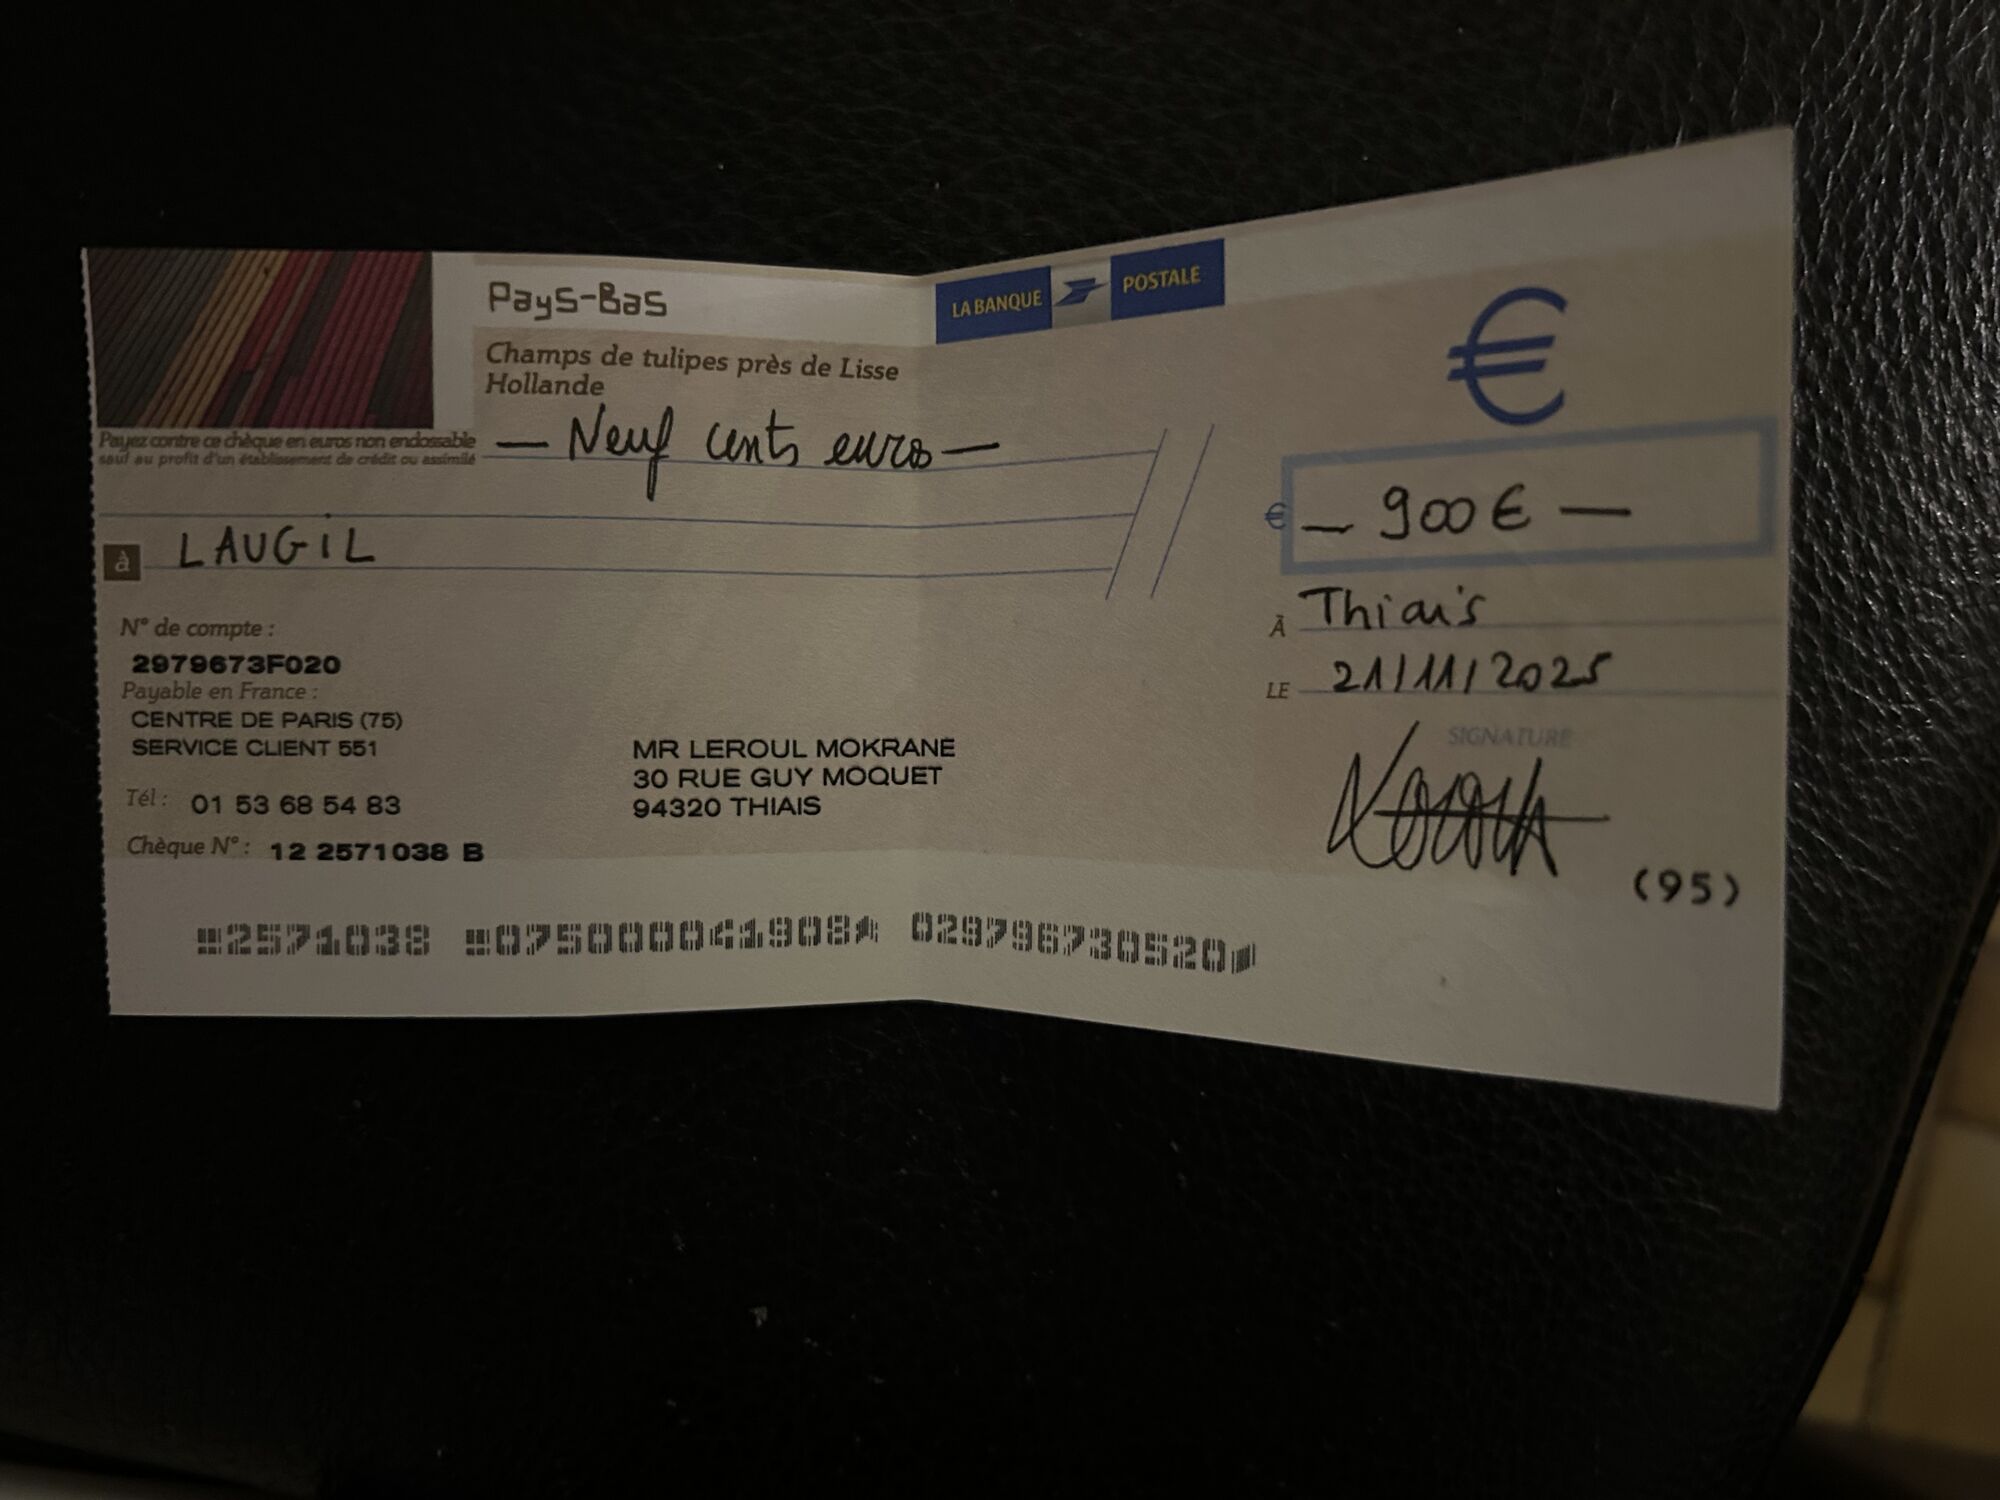 Pays-Bas
LA BANQUE POSTALE
Champs de tulipes près de Lisse
Hollande
€
Payez contre ce chèque en euros non endossable
sauf au profit d'un établissement de crédit ou assimilé
— Neuf cents euros —
€ — 900 € —
à LAUGIL
À Thiais
LE 21/11/2025
N° de compte :
2979673F020
Payable en France :
CENTRE DE PARIS (75)
SERVICE CLIENT 551
Tél : 01 53 68 54 83
Chèque N° : 12 2571038 B
MR LEROUL MOKRANE
30 RUE GUY MOQUET
94320 THIAIS
SIGNATURE
(95)
2571038 075000041908 029796730520